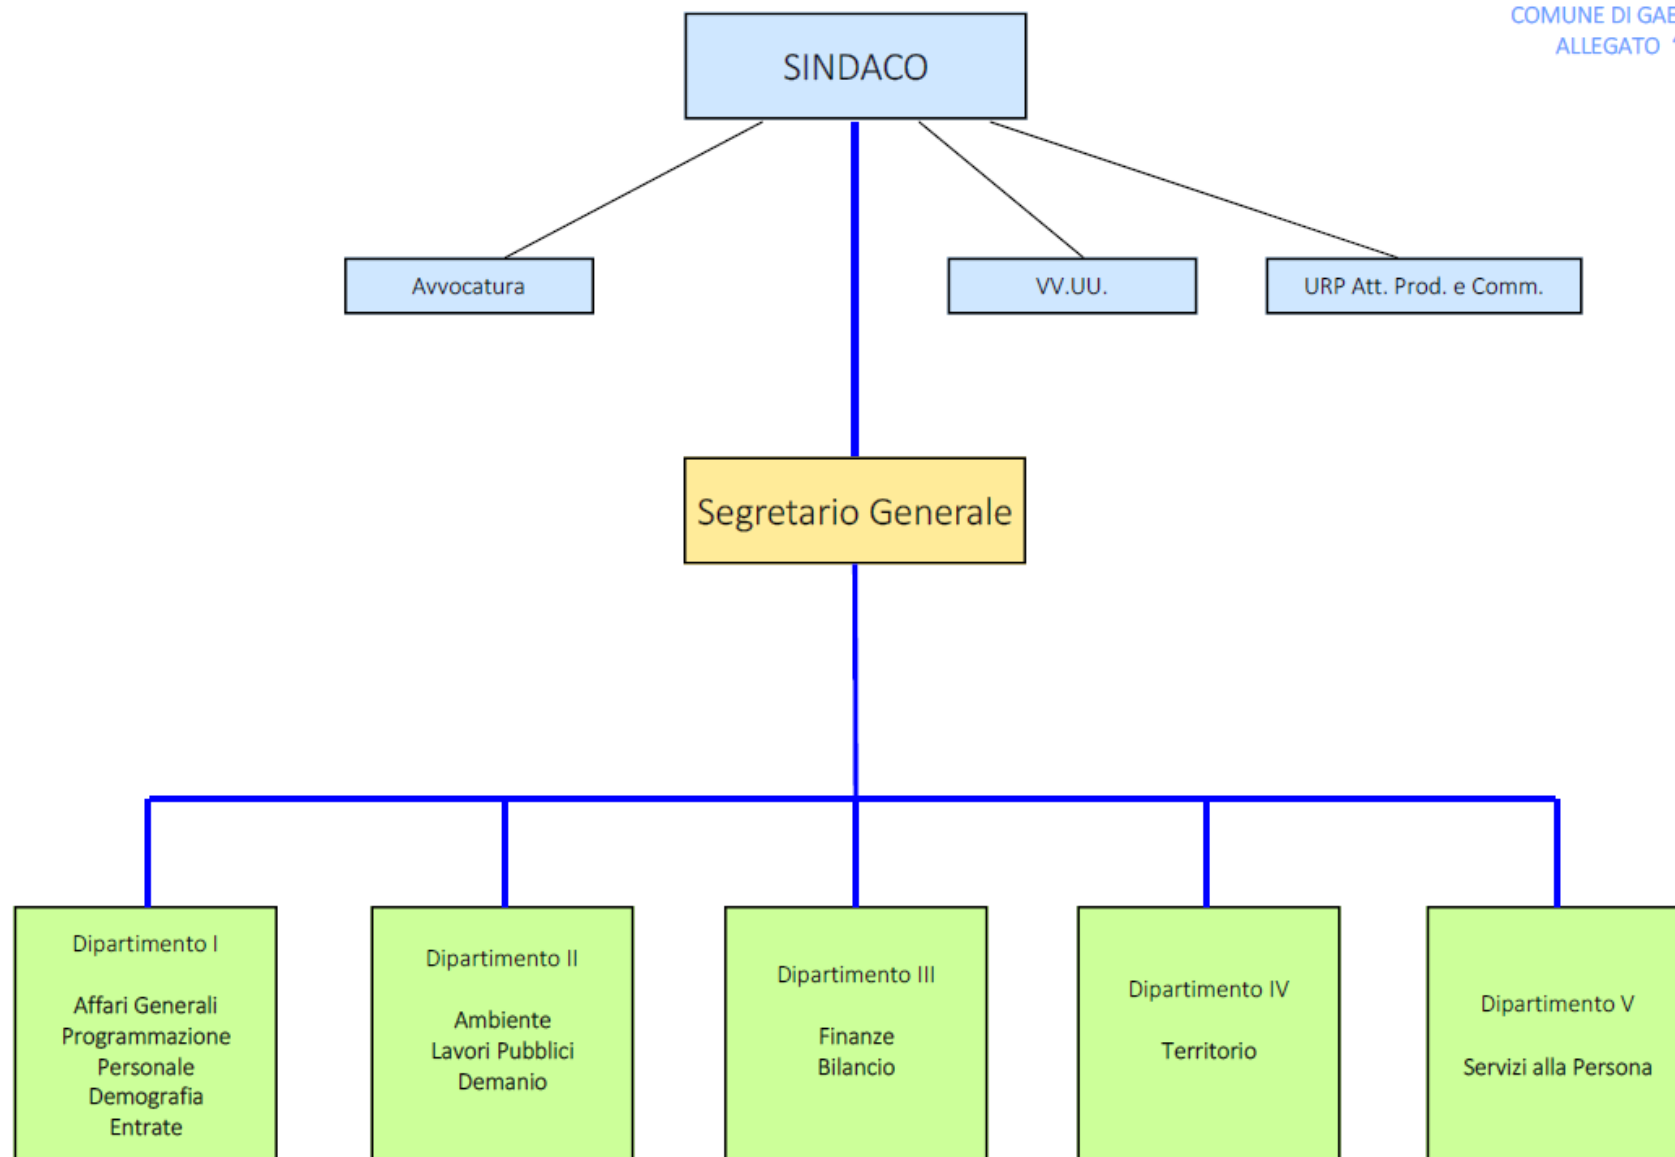 COMUNE DI
ALLEGATO
SINDACO
Avvocatura
VV.UU.
URP Att. Prod. e Comm.
Segretario Generale
Dipartimento I
Affari Generali
Programmazione
Personale
Demografia
Entrate
Dipartimento II
Ambiente
Lavori Pubblici
Demanio
Dipartimento III
Finanze
Bilancio
Dipartimento IV
Territorio
Dipartimento V
Servizi alla Persona